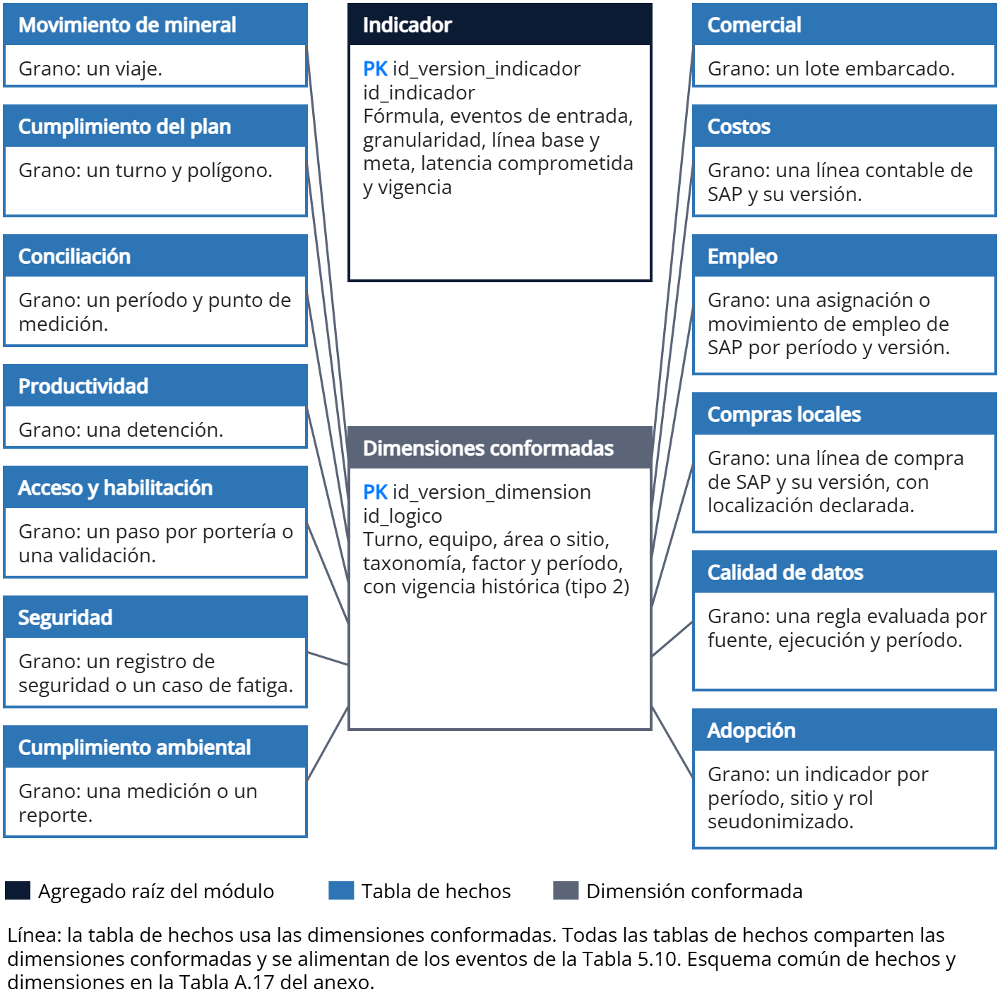 Movimiento de mineral
Grano: un viaje.
Cumplimiento del plan
Grano: un turno y polígono.
Conciliación
Grano: un período y punto de
medición.
Productividad
Grano: una detención.
Acceso y habilitación
Grano: un paso por portería o
una validación.
Seguridad
Grano: un registro de
seguridad o un caso de fatiga.
Cumplimiento ambiental
Grano: una medición o un
reporte.
Indicador
PK id_version_indicador
id_indicador
Fórmula, eventos de entrada,
granularidad, línea base y
meta, latencia comprometida
y vigencia
Dimensiones conformadas
PK id_version_dimension
id_logico
Turno, equipo, área o sitio,
taxonomía, factor y período,
con vigencia histórica (tipo 2)
Comercial
Grano: un lote embarcado.
Costos
Grano: una línea contable de
SAP y su versión.
Empleo
Grano: una asignación o
movimiento de empleo de
SAP por período y versión.
Compras locales
Grano: una línea de compra
de SAP y su versión, con
localización declarada.
Calidad de datos
Grano: una regla evaluada por
fuente, ejecución y período.
Adopción
Grano: un indicador por
período, sitio y rol
seudonimizado.
Agregado raíz del módulo
Tabla de hechos
Dimensión conformada
Línea: la tabla de hechos usa las dimensiones conformadas. Todas las tablas de hechos comparten las
dimensiones conformadas y se alimentan de los eventos de la Tabla 5.10. Esquema común de hechos y
dimensiones en la Tabla A.17 del anexo.